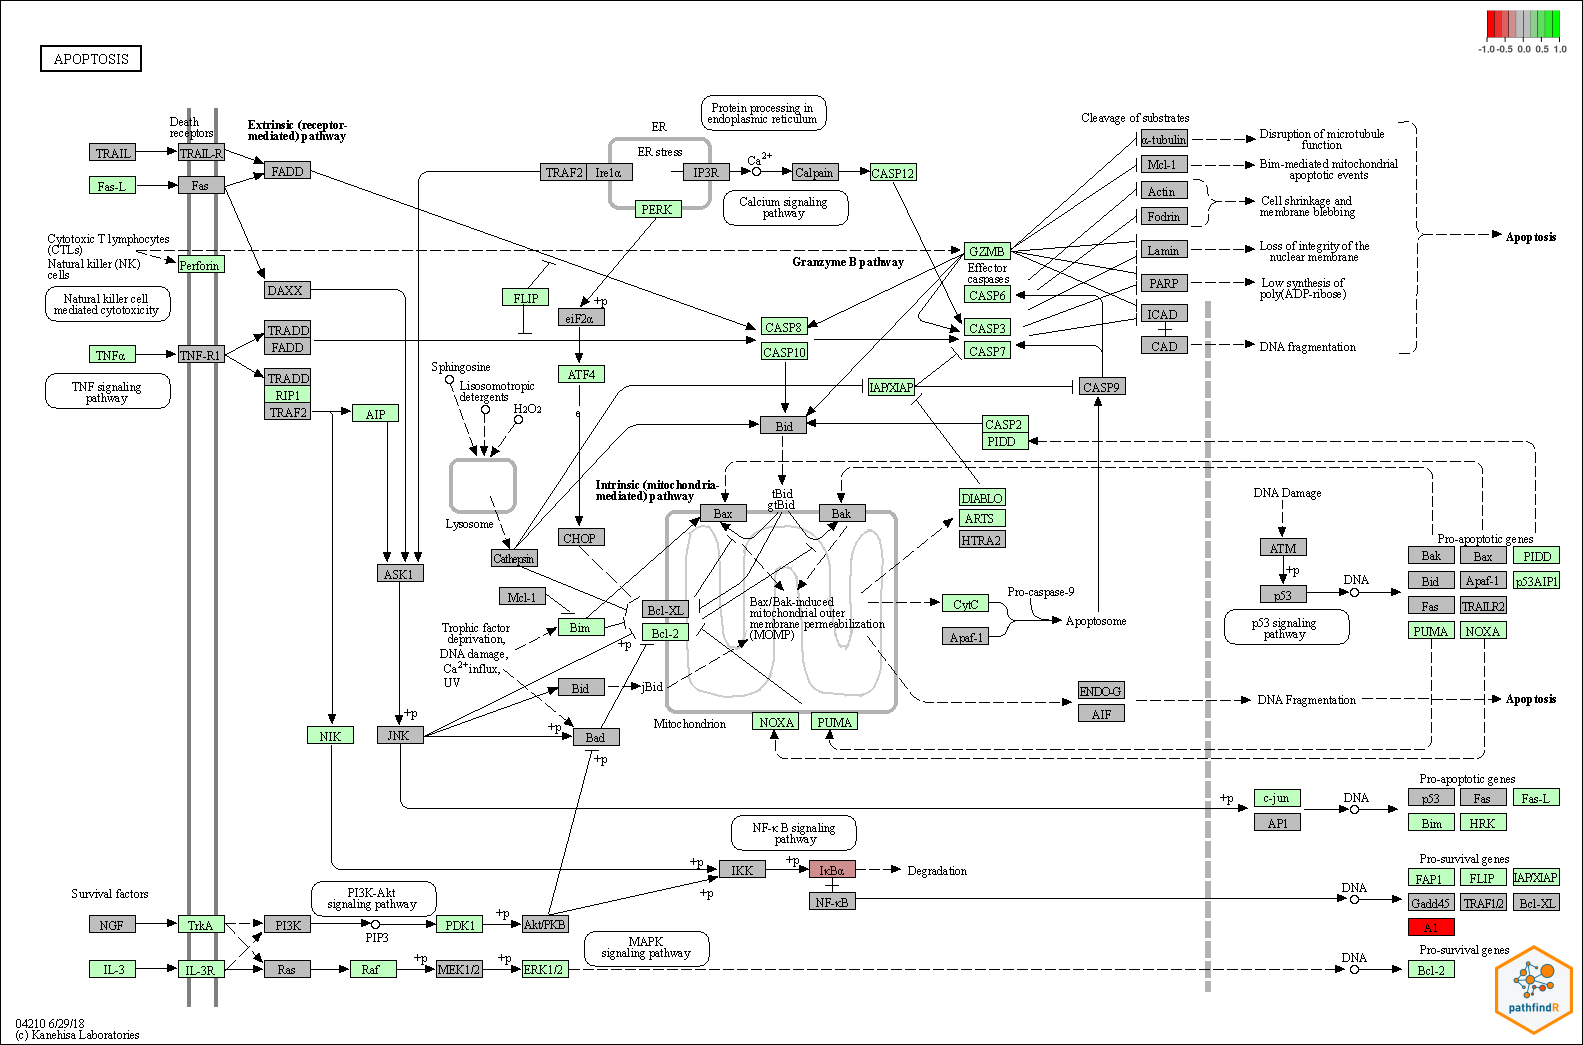 -1.0 -0.5 0.0 0.5 1.0
APOPTOSIS
Death
receptors
Extrinsic (receptor-
mediated) pathway
TRAIL
TRAIL-R
FADD
Fas-L
Fas
Cytotoxic T lymphocytes
(CTLs)
Natural killer (NK)
cells
Perforin
DAXX
Natural killer cell
mediated cytotoxicity
TNFα
TNF-R1
TRADD
FADD
TRADD
RIP1
TRAF2
AIP
TNF signaling
pathway
Protein processing in
endoplasmic reticulum
ER
ER stress
TRAF2
Ire1α
IP3R
Ca2+
Calpain
CASP12
PERK
Calcium signaling
pathway
Granzyme B pathway
FLIP
+p
eiF2α
ATF4
e
CHOP
CASP8
CASP10
GZMB
Effector
caspases
CASP6
CASP3
CASP7
IAP/XIAP
CASP9
Cleavage of substrates
α-tubulin
Mcl-1
Actin
Fodrin
Lamin
PARP
ICAD
CAD
Disruption of microtubule
function
Bim-mediated mitochondrial
apoptotic events
Cell shrinkage and
membrane blebbing
Loss of integrity of the
nuclear membrane
Low synthesis of
poly(ADP-ribose)
DNA fragmentation
Apoptosis
Sphingosine
Lisosomotropic
detergents
H2O2
Lysosome
Cathepsin
Intrinsic (mitochondria-
mediated) pathway
Bid
tBid
gtBid
CASP2
PIDD
Bax
Bak
DIABLO
ARTS
HTRA2
ASK1
Mcl-1
Bim
Bcl-XL
Bcl-2
+p
Trophic factor
deprivation,
DNA damage,
Ca2+ influx,
UV
Bid
jBid
Bax/Bak-induced
mitochondrial outer
membrane permeabilization
(MOMP)
CytC
Apaf-1
Pro-caspase-9
Apoptosome
ENDO-G
AIF
DNA Fragmentation
Apoptosis
Mitochondrion
NOXA
PUMA
NIK
+p
JNK
+p
Bad
+p
DNA Damage
ATM
+p
p53
DNA
p53 signaling
pathway
Pro-apoptotic genes
Bak
Bax
PIDD
Bid
Apaf-1
p53AIP1
Fas
TRAILR2
PUMA
NOXA
+p
c-jun
AP1
DNA
Pro-apoptotic genes
p53
Fas
Fas-L
Bim
HRK
NF-κB signaling
pathway
+p
IKK
+p
IκBα
Degradation
+p
NF-κB
DNA
Pro-survival genes
FAP1
FLIP
IAP/XIAP
Gadd45
TRAF1/2
Bcl-XL
A1
Survival factors
PI3K-Akt
signaling pathway
NGF
TrkA
PI3K
PIP3
PDK1
+p
Akt/PKB
MAPK
signaling pathway
IL-3
IL-3R
Ras
Raf
+p
MEK1/2
+p
ERK1/2
DNA
Pro-survival genes
Bcl-2
pathfindR
04210 6/29/18
(c) Kanehisa Laboratories